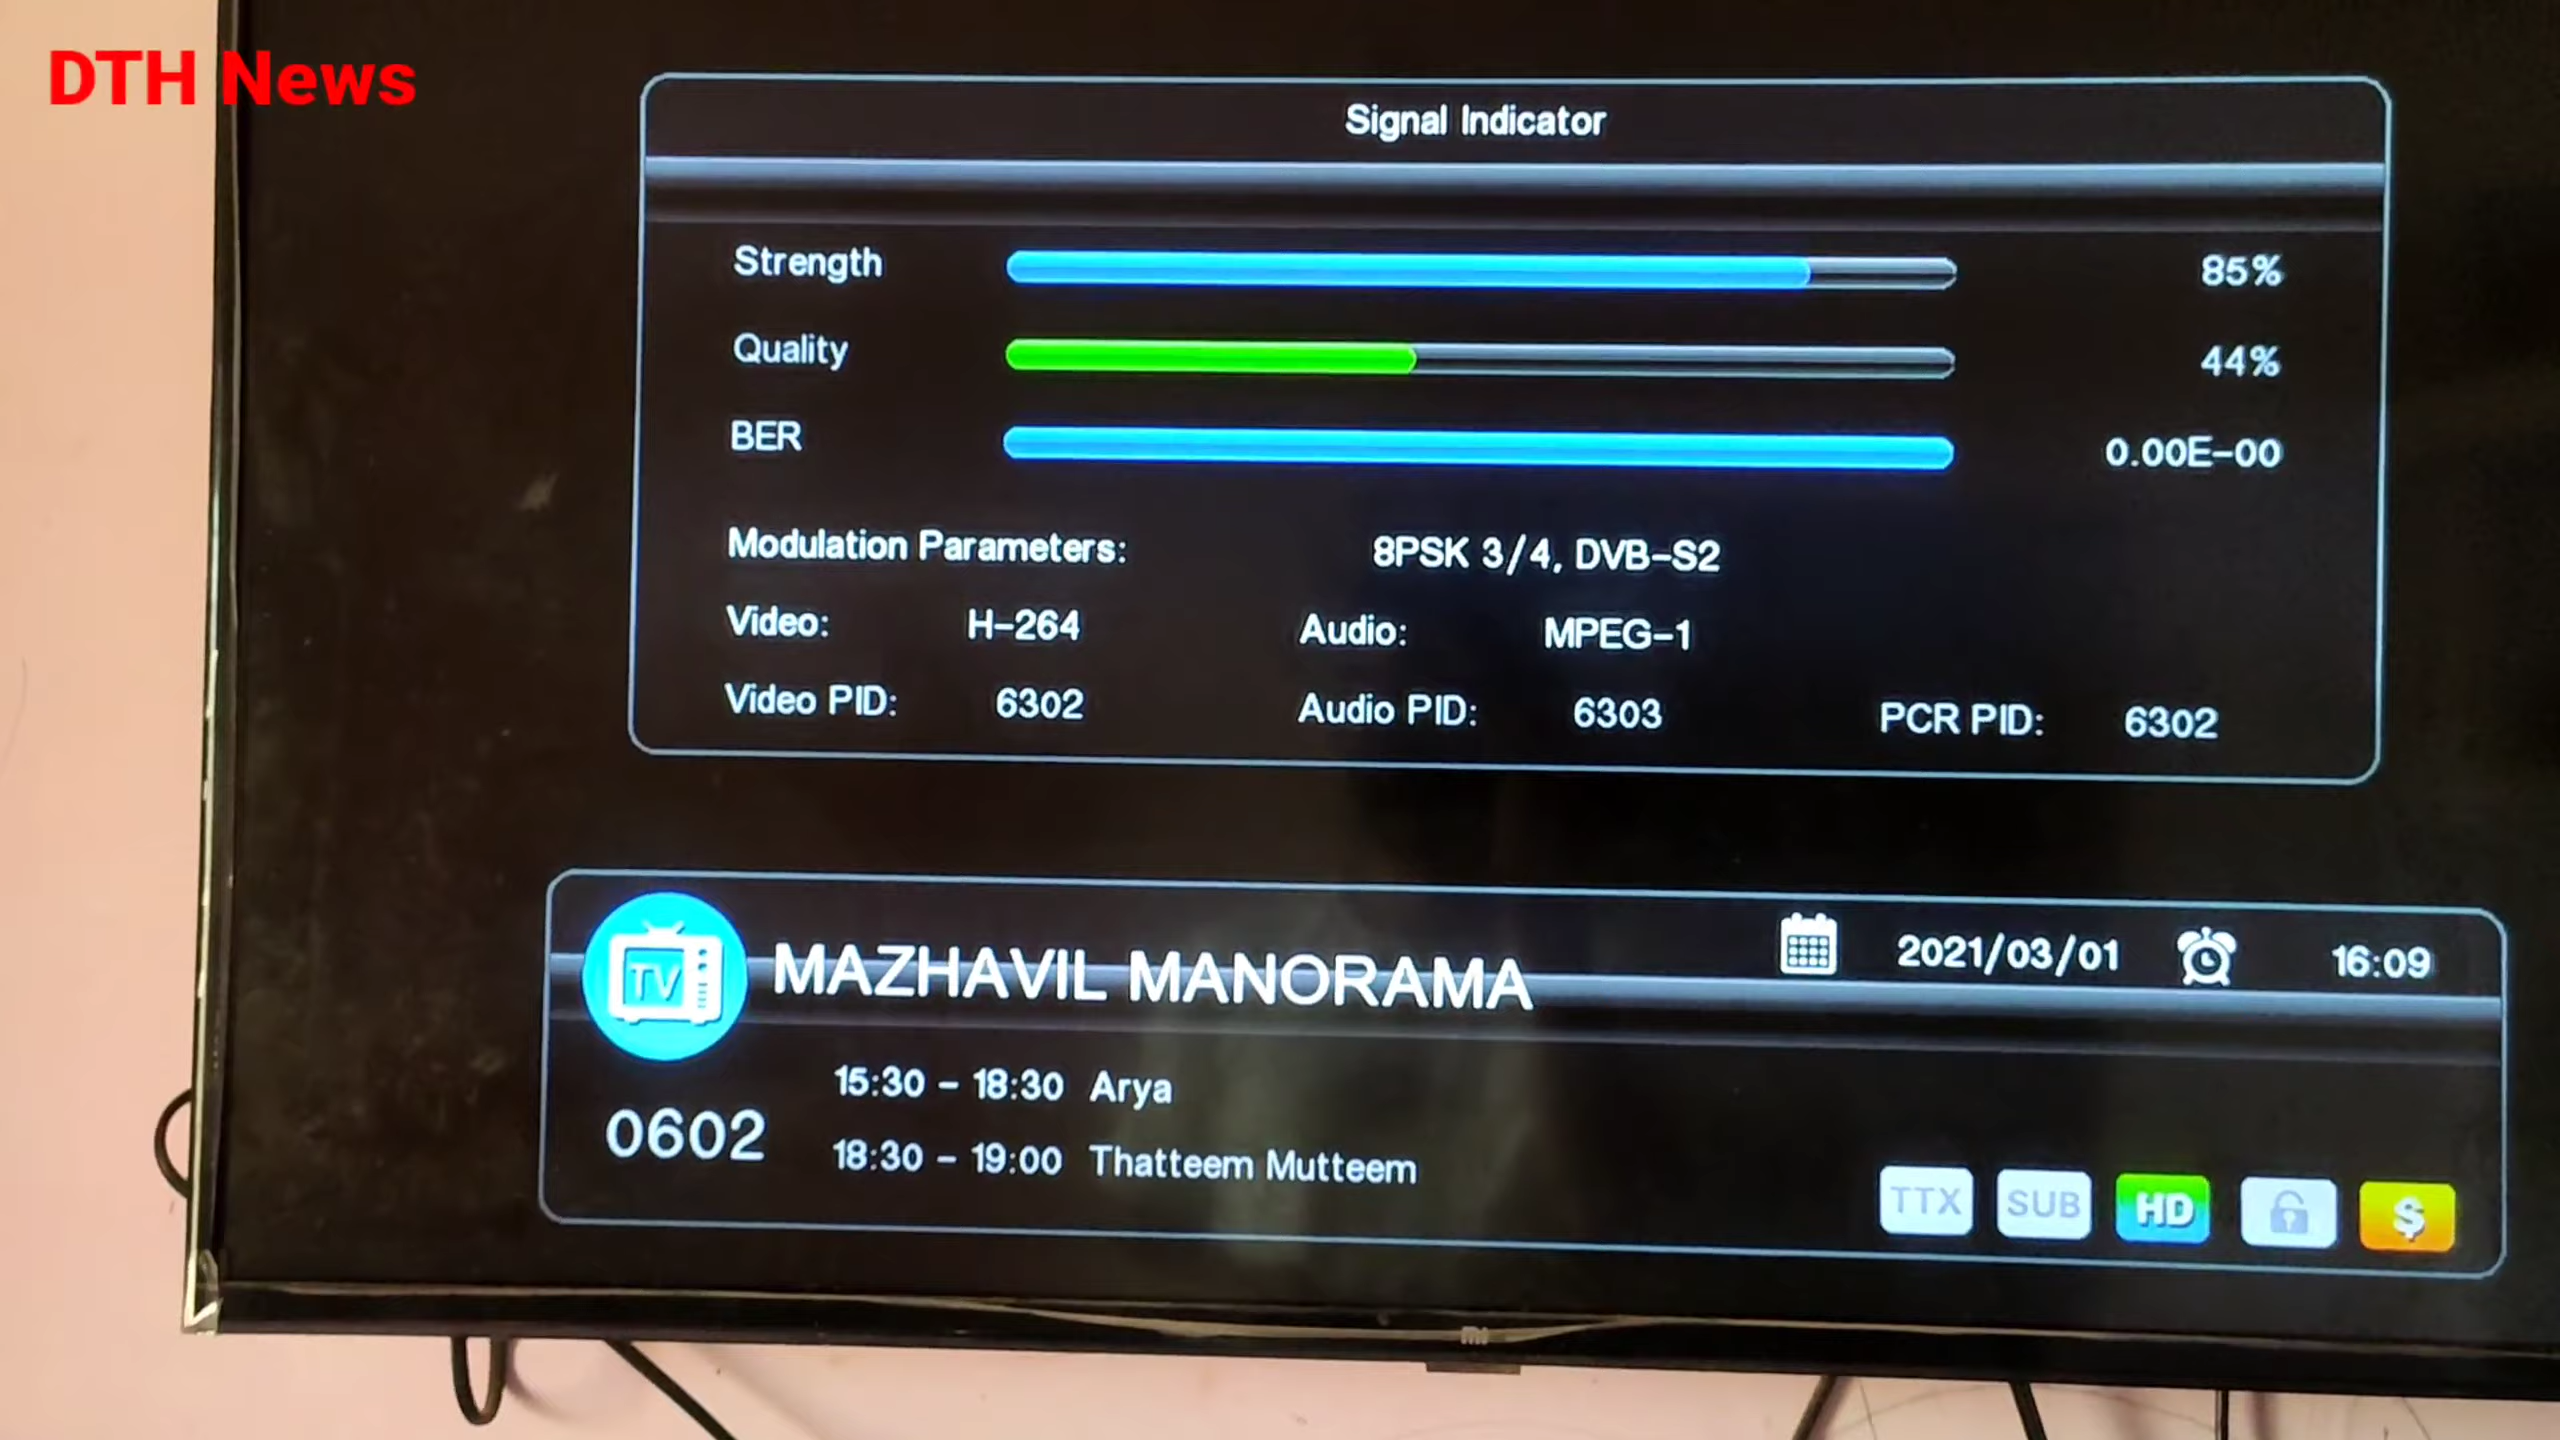 DTH News
Signal Indicator
Strength 85%
Quality 44%
BER 0.00E-00
Modulation Parameters: 8PSK 3/4, DVB-S2
Video: H-264 Audio: MPEG-1
Video PID: 6302 Audio PID: 6303 PCR PID: 6302
TV MAZHAVIL MANORAMA 2021/03/01 16:09
15:30 - 18:30 Arya
0602
18:30 - 19:00 Thatteem Mutteem
TTX SUB HD $
mi